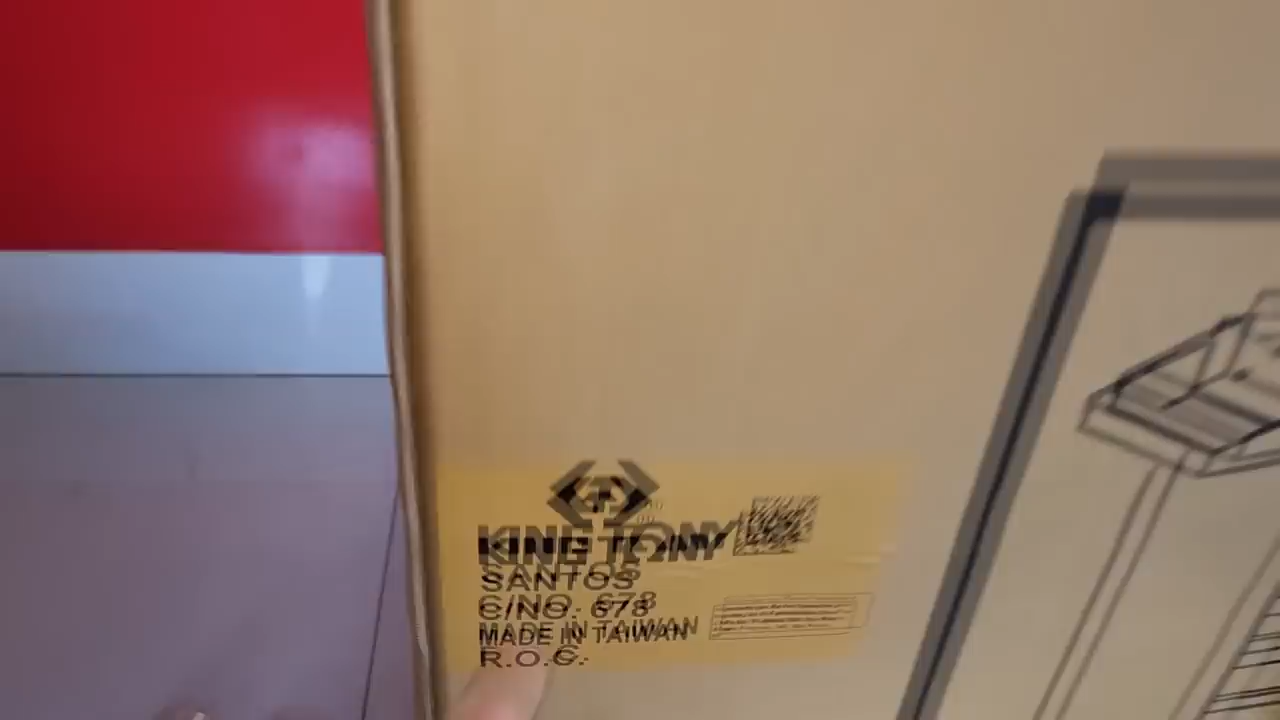 KING TONY
SANTOS
C/NO. 678
MADE IN TAIWAN
R.O.C.